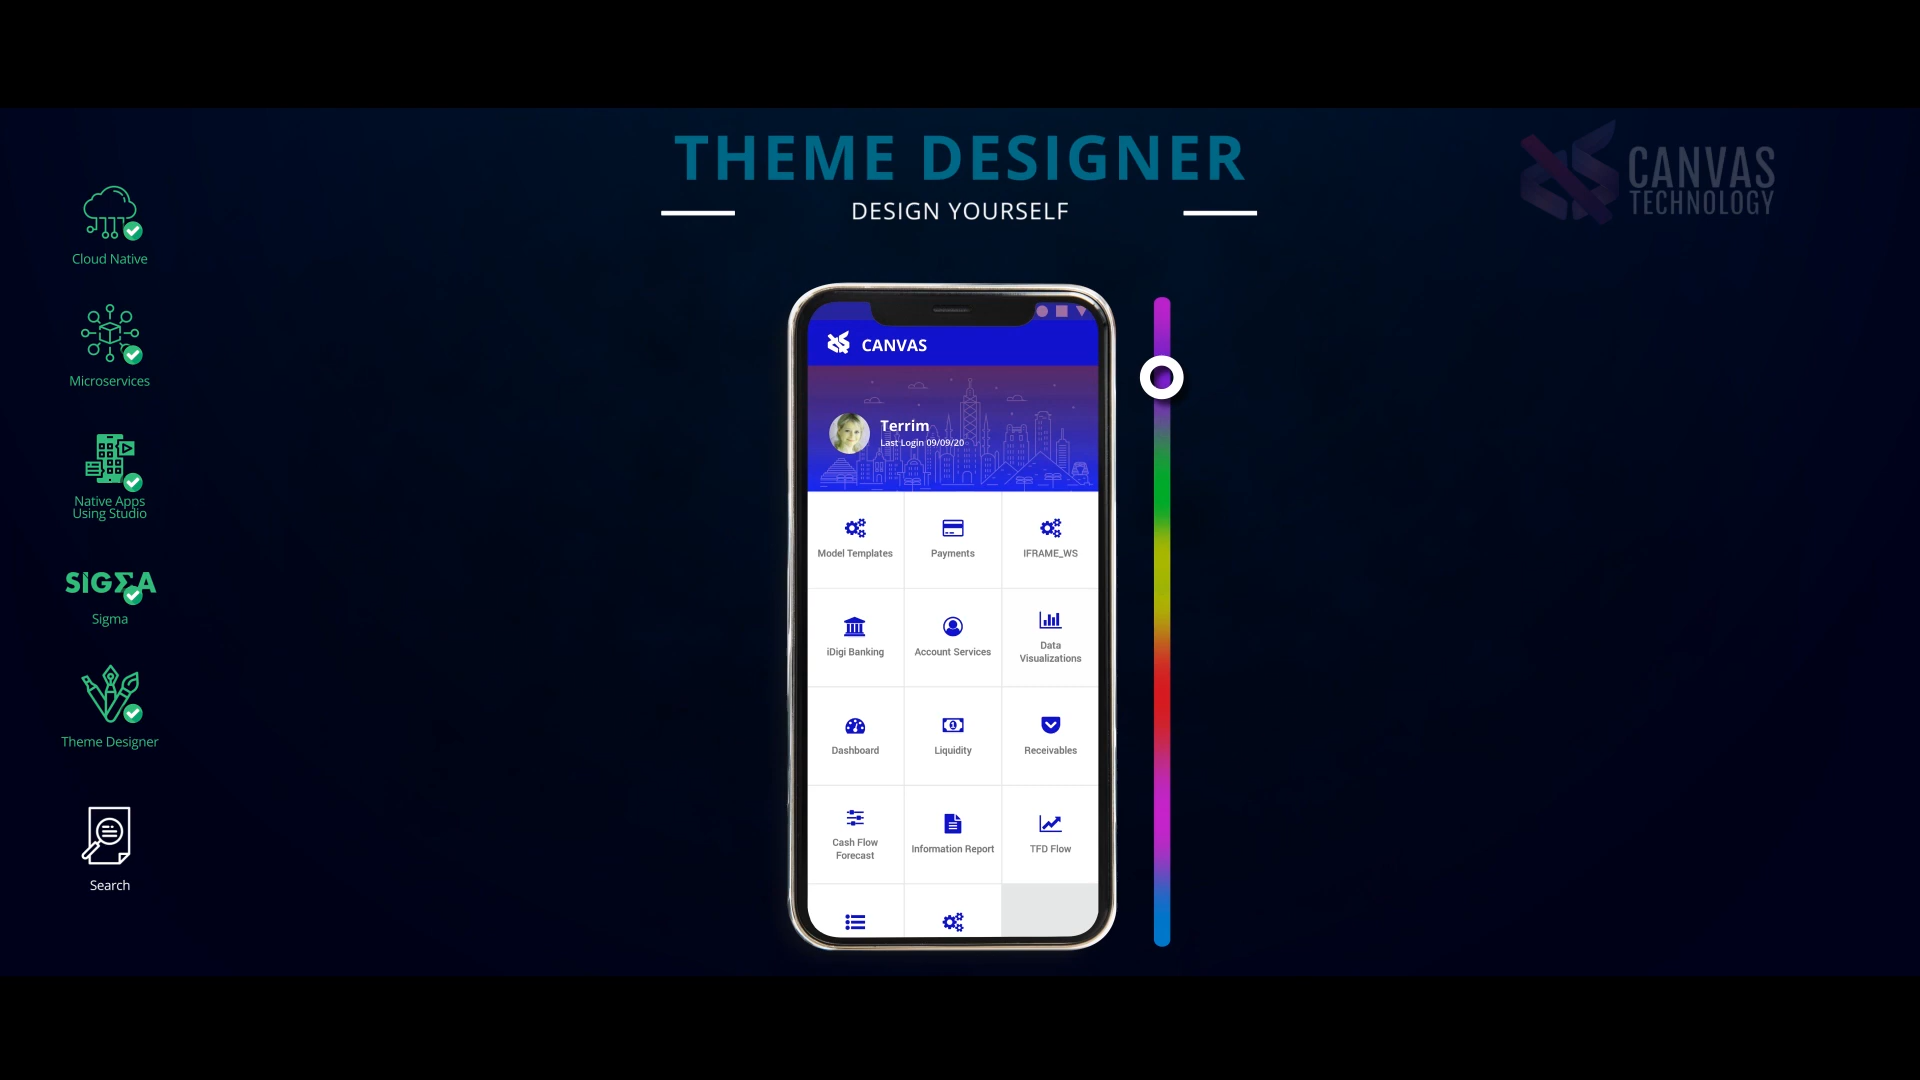 THEME DESIGNER
DESIGN YOURSELF
CANVAS
TECHNOLOGY
Cloud Native
Microservices
Native Apps
Using Studio
SIGΣA
Sigma
Theme Designer
Search
CANVAS
Terrim
Last Login 09/09/20
Model Templates
Payments
IFRAME_WS
iDigi Banking
Account Services
Data
Visualizations
Dashboard
Liquidity
Receivables
Cash Flow
Forecast
Information Report
TFD Flow